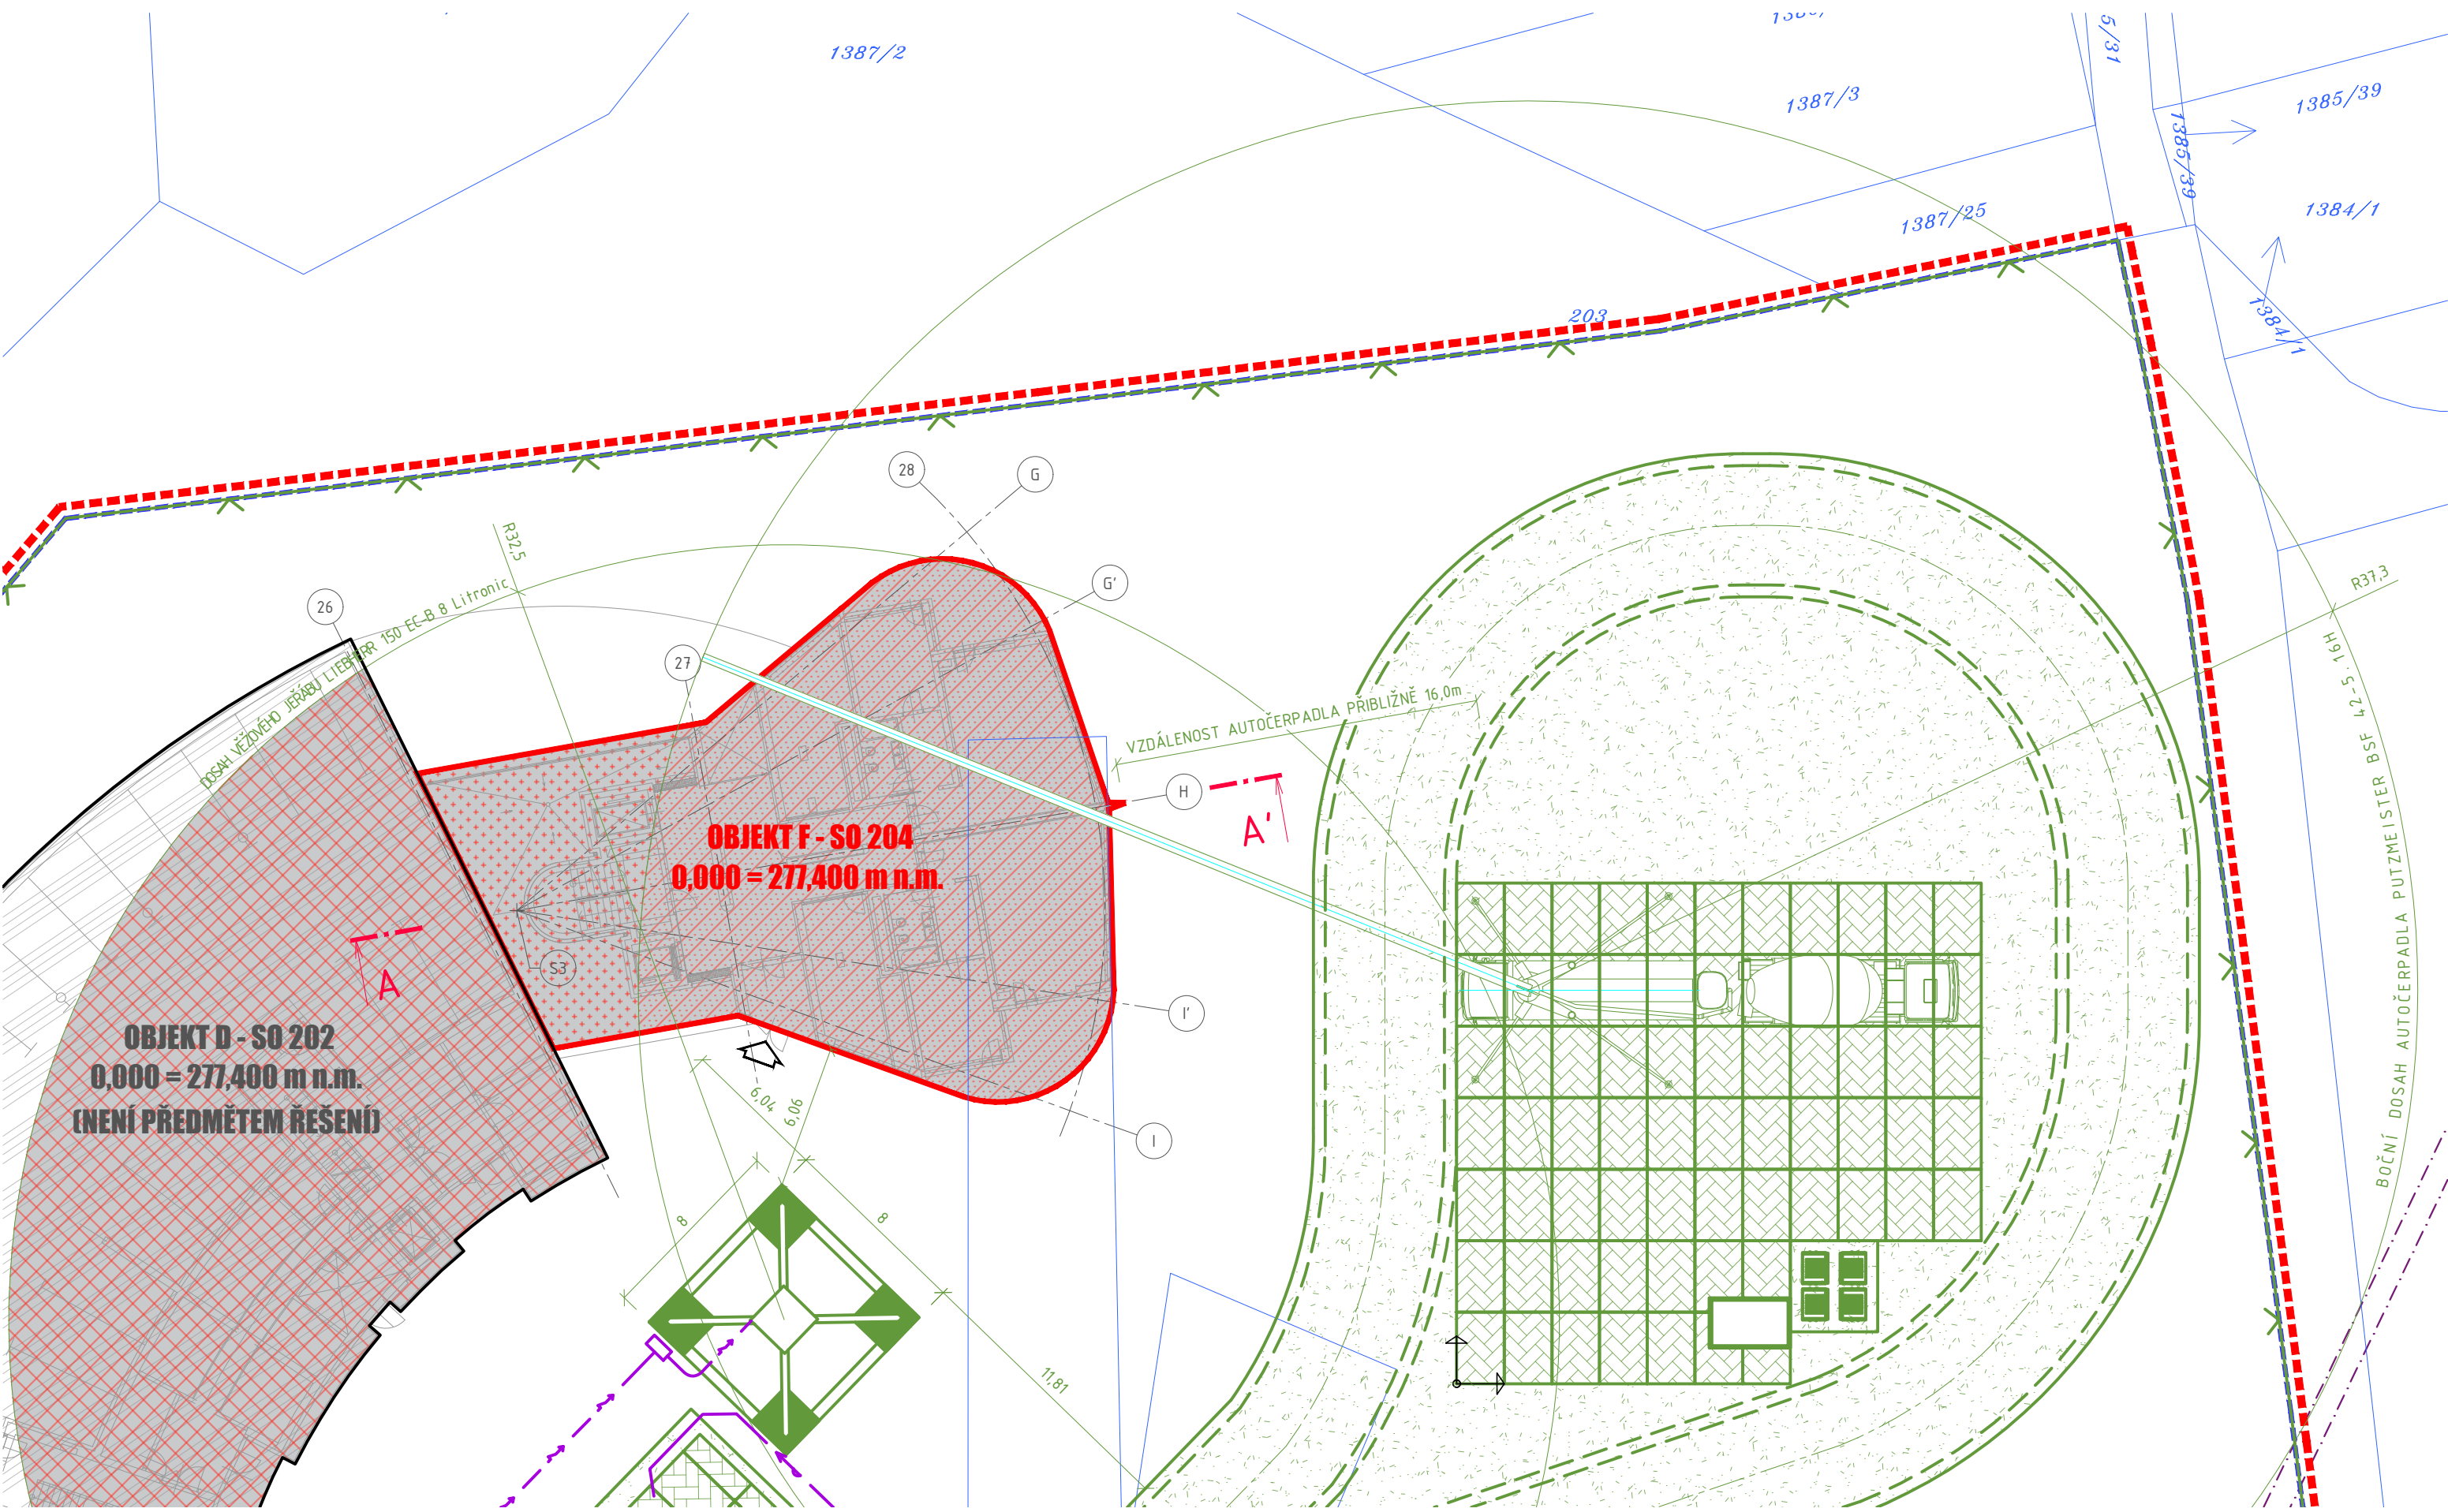 1387/2
1387/3
5/31
1385/39
1385/39
1387/25
1384/1
1384/1
203
28
G
R32,5
G'
R37,3
26
DOSAH VĚŽOVÉHO JEŘÁBU LIEBHERR 150 EC-B 8 Litronic
27
VZDÁLENOST AUTOČERPADLA PŘIBLIŽNĚ 16,0m
H
A'
OBJEKT F - SO 204
0,000 = 277,400 m n.m.
BOČNÍ DOSAH AUTOČERPADLA PUTZMEISTER BSF 42-5.16H
S3
A
I'
OBJEKT D - SO 202
0,000 = 277,400 m n.m.
(NENÍ PŘEDMĚTEM ŘEŠENÍ)
6,04
6,06
I
8
8
11,81